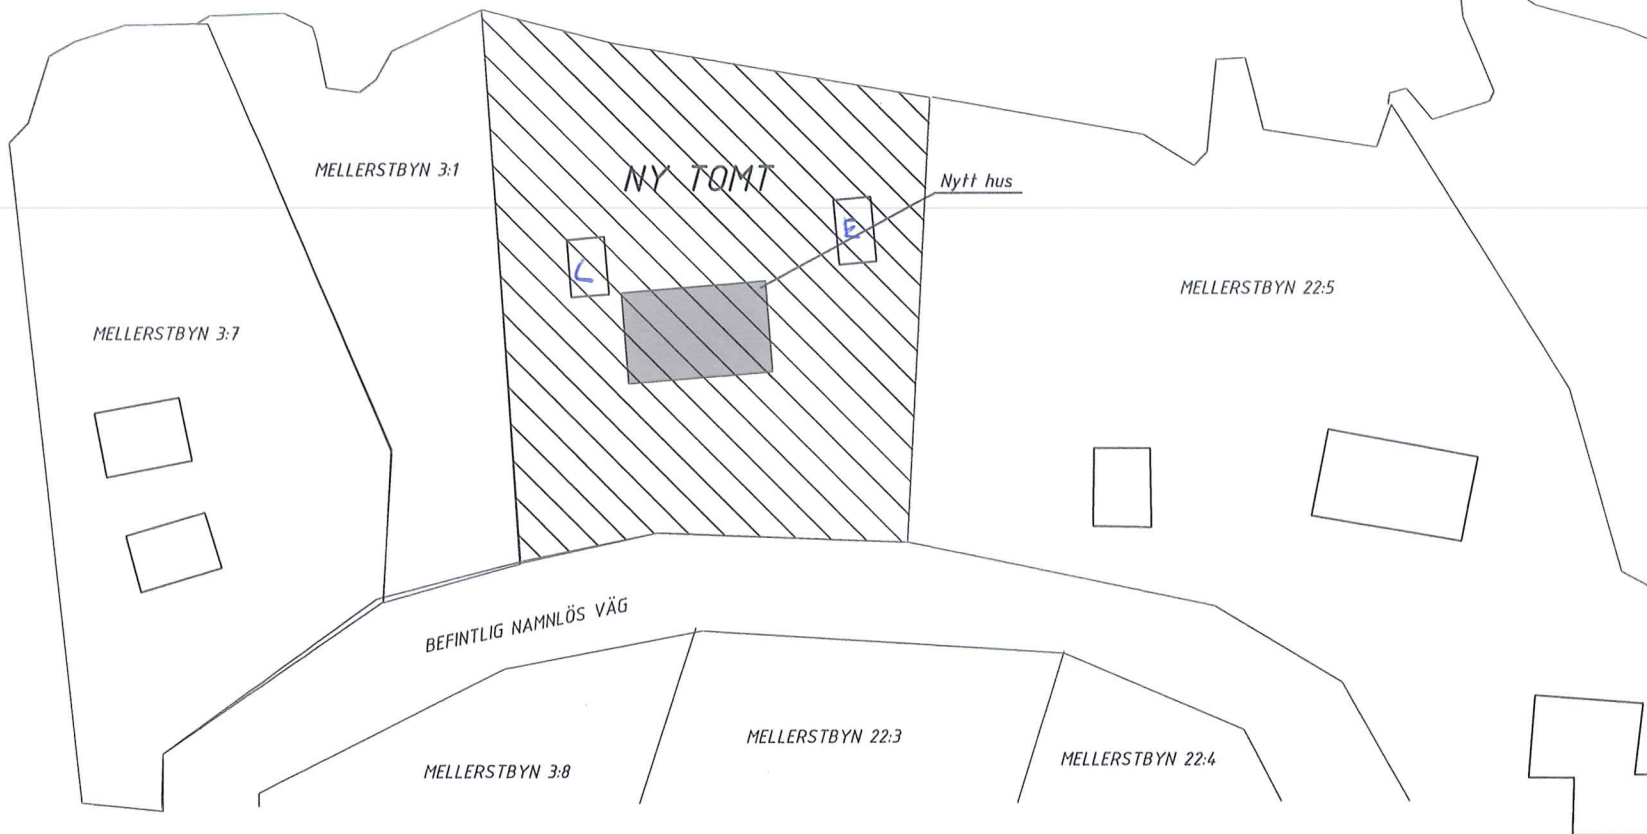 MELLERSTBYN 3:1
NY TOMT
Nytt hus
E
L
MELLERSTBYN 22:5
MELLERSTBYN 3:7
BEFINTLIG NAMNLÖS VÄG
MELLERSTBYN 22:3
MELLERSTBYN 22:4
MELLERSTBYN 3:8